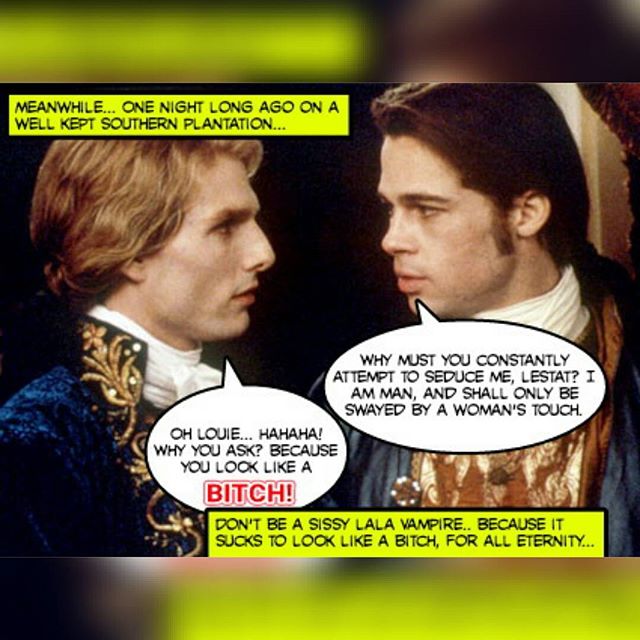 MEANWHILE... ONE NIGHT LONG AGO ON A
WELL KEPT SOUTHERN PLANTATION...
WHY MUST YOU CONSTANTLY
ATTEMPT TO SEDUCE ME, LESTAT? I
AM MAN, AND SHALL ONLY BE
SWAYED BY A WOMAN'S TOUCH.
OH LOUIE... HAHAHA!
WHY YOU ASK? BECAUSE
YOU LOOK LIKE A
BITCH!
DON'T BE A SISSY LALA VAMPIRE.. BECAUSE IT
SUCKS TO LOOK LIKE A BITCH, FOR ALL ETERNITY...